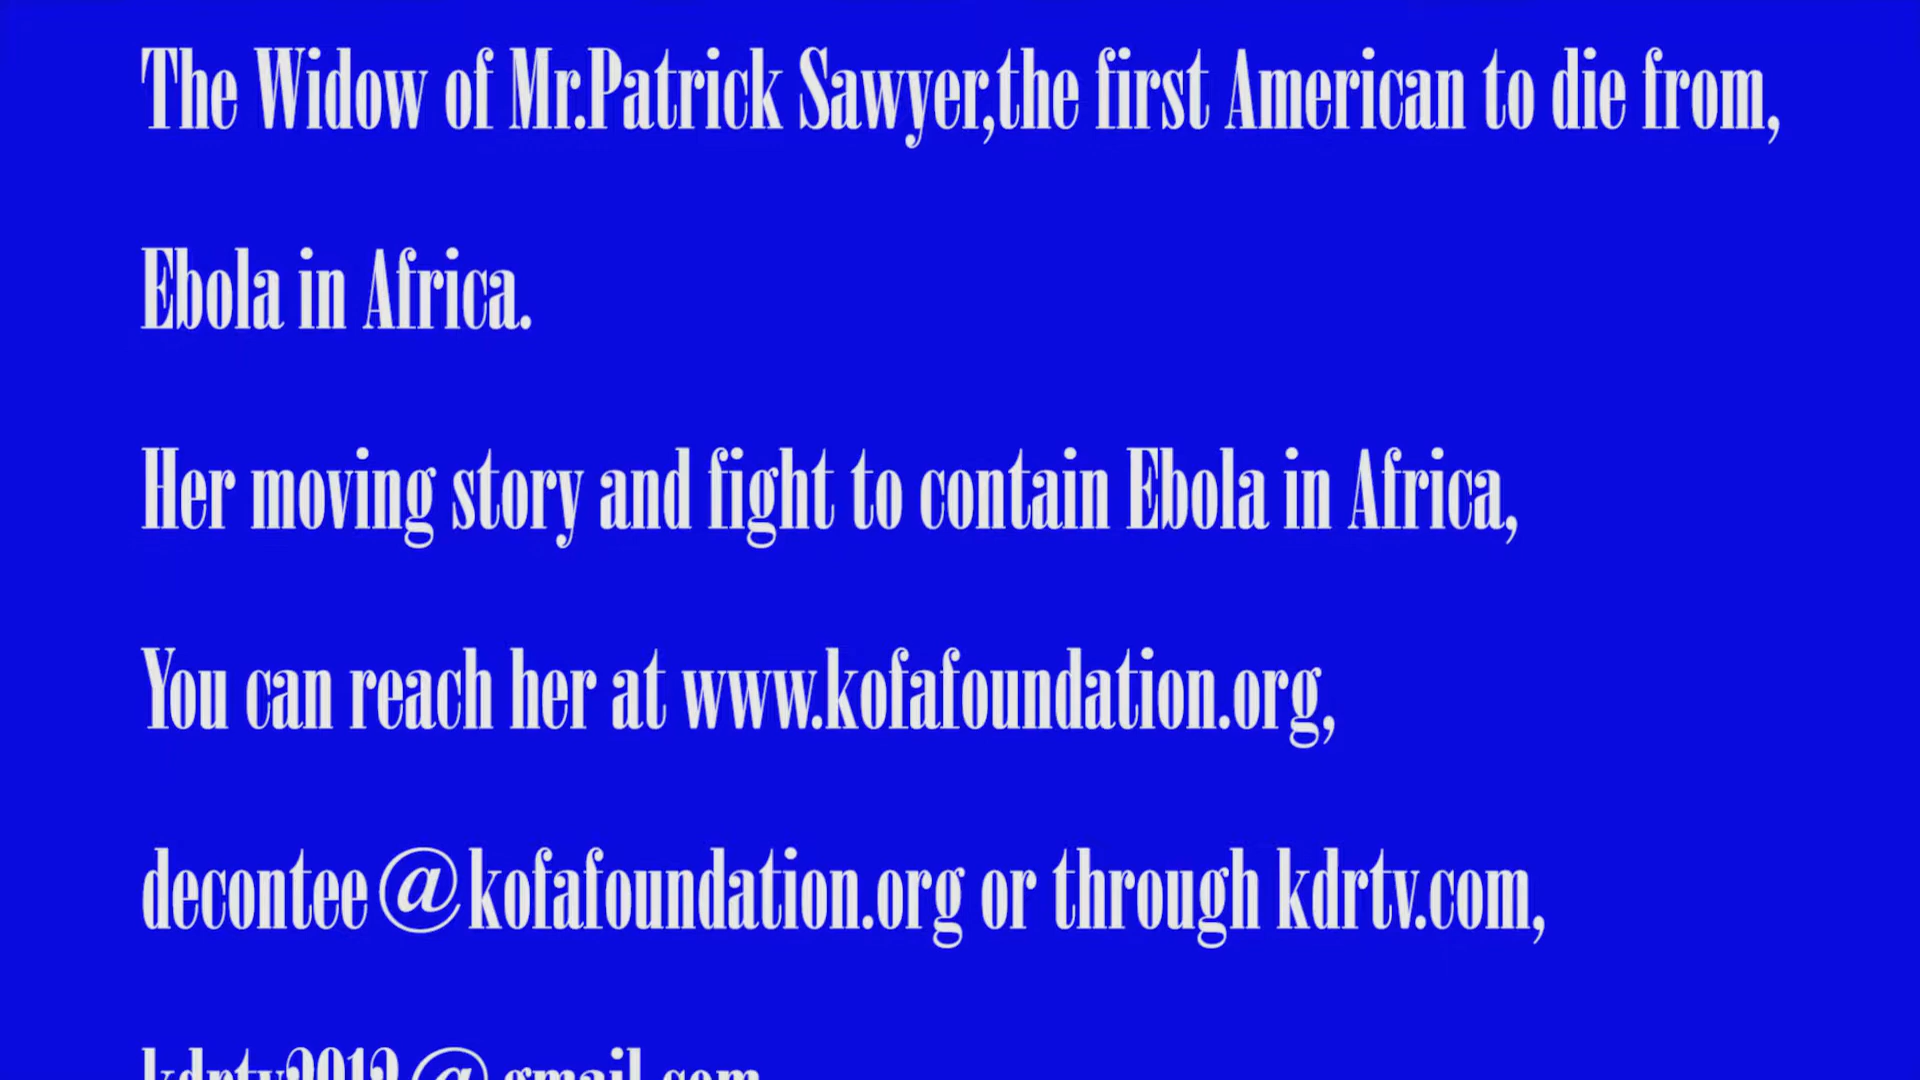 The Widow of Mr.Patrick Sawyer,the first American to die from,
Ebola in Africa.
Her moving story and fight to contain Ebola in Africa,
You can reach her at www.kofafoundation.org,
decontee@kofafoundation.org or through kdrtv.com,